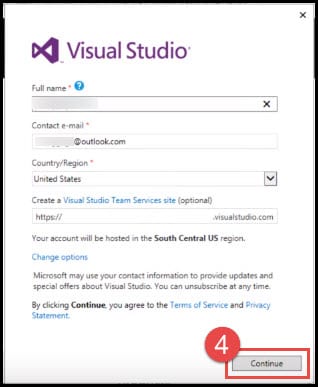 Visual Studio
Full name *
Contact e-mail *
@outlook.com
Country/Region *
United States
Create a Visual Studio Team Services site (optional)
https:// .visualstudio.com
Your account will be hosted in the South Central US region.
Change options
Microsoft may use your contact information to provide updates and
special offers about Visual Studio. You can unsubscribe at any time.
By clicking Continue, you agree to the Terms of Service and Privacy
Statement.
4
Continue